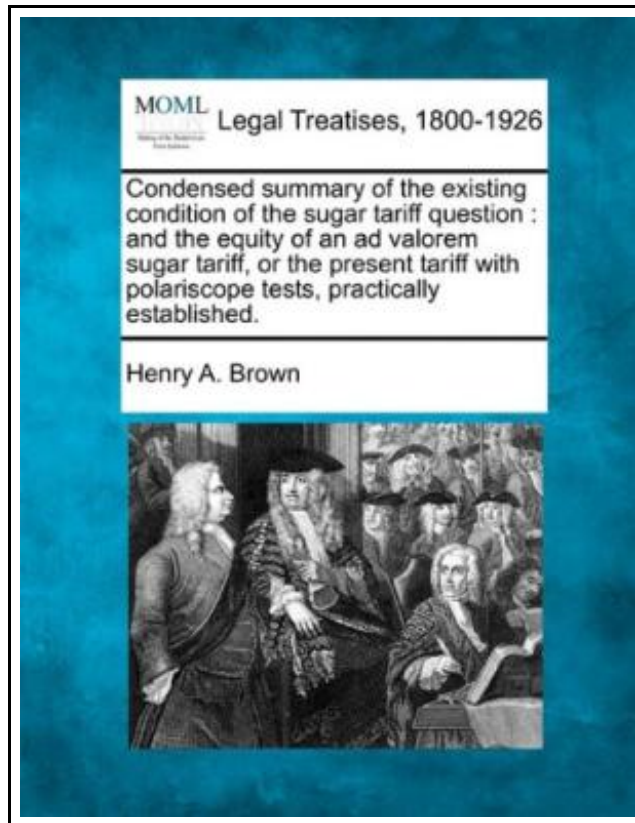 MOML
Legal Treatises, 1800-1926
Condensed summary of the existing
condition of the sugar tariff question :
and the equity of an ad valorem
sugar tariff, or the present tariff with
polariscope tests, practically
established.
Henry A. Brown